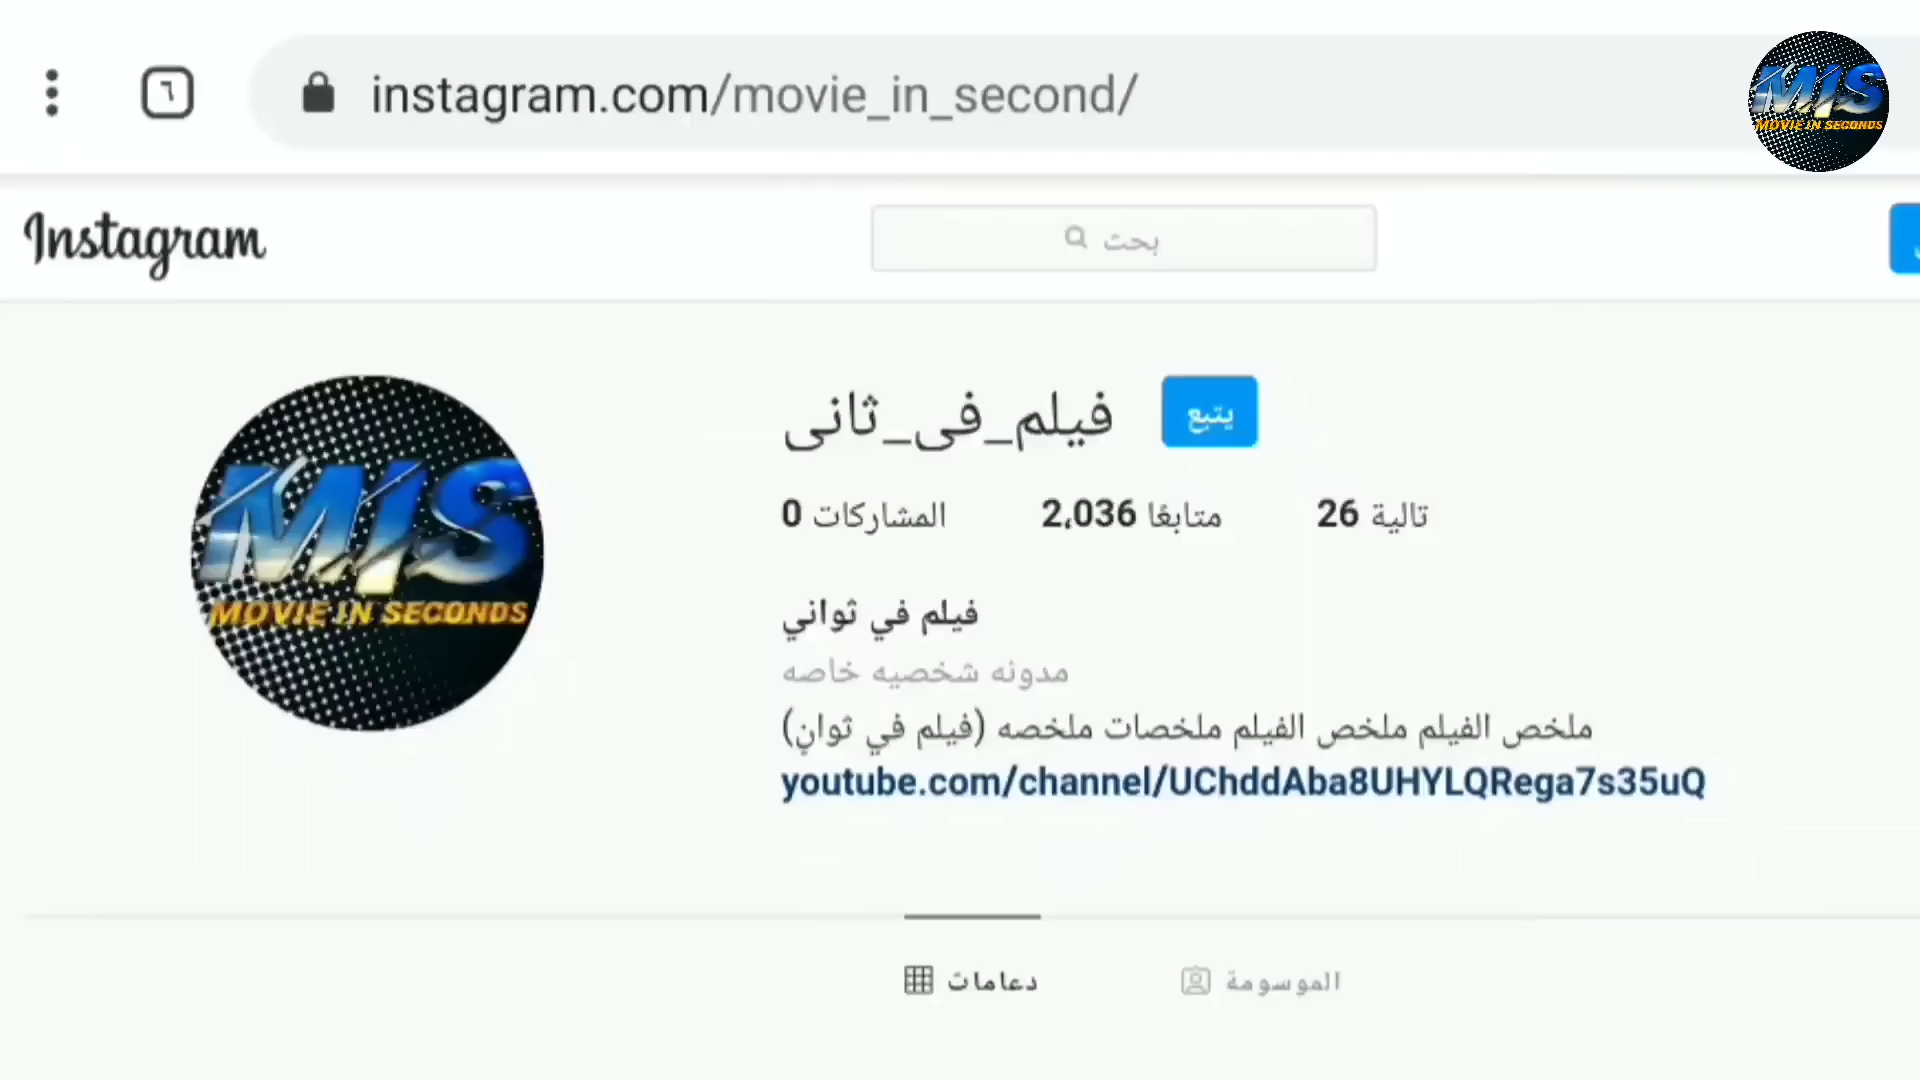 ٦
instagram.com/movie_in_second/
MIS
MOVIE IN SECONDS
Instagram
بحث
فيلم_فى_ثانى
يتبع
0 المشاركات
2,036 متابعًا
26 تالية
MIS
MOVIE IN SECONDS
فيلم في ثواني
مدونه شخصيه خاصه
ملخص الفيلم ملخص الفيلم ملخصات ملخصه (فيلم في ثوانٍ)
youtube.com/channel/UChddAba8UHYLQRega7s35uQ
دعامات
الموسومة